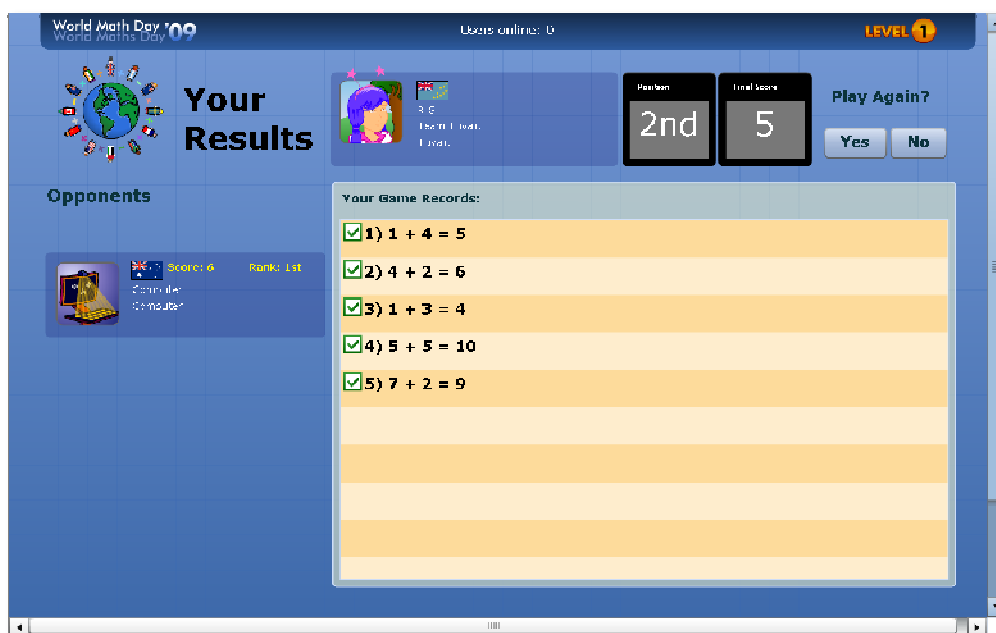 World Math Day '09
World Maths Day
Users online: 0
LEVEL 1
Your
Results
Position
2nd
Final Score
5
Play Again?
Yes No
Opponents
Score: 6 Rank: 1st
Computer
Computer
Your Game Records:
1) 1 + 4 = 5
2) 4 + 2 = 6
3) 1 + 3 = 4
4) 5 + 5 = 10
5) 7 + 2 = 9